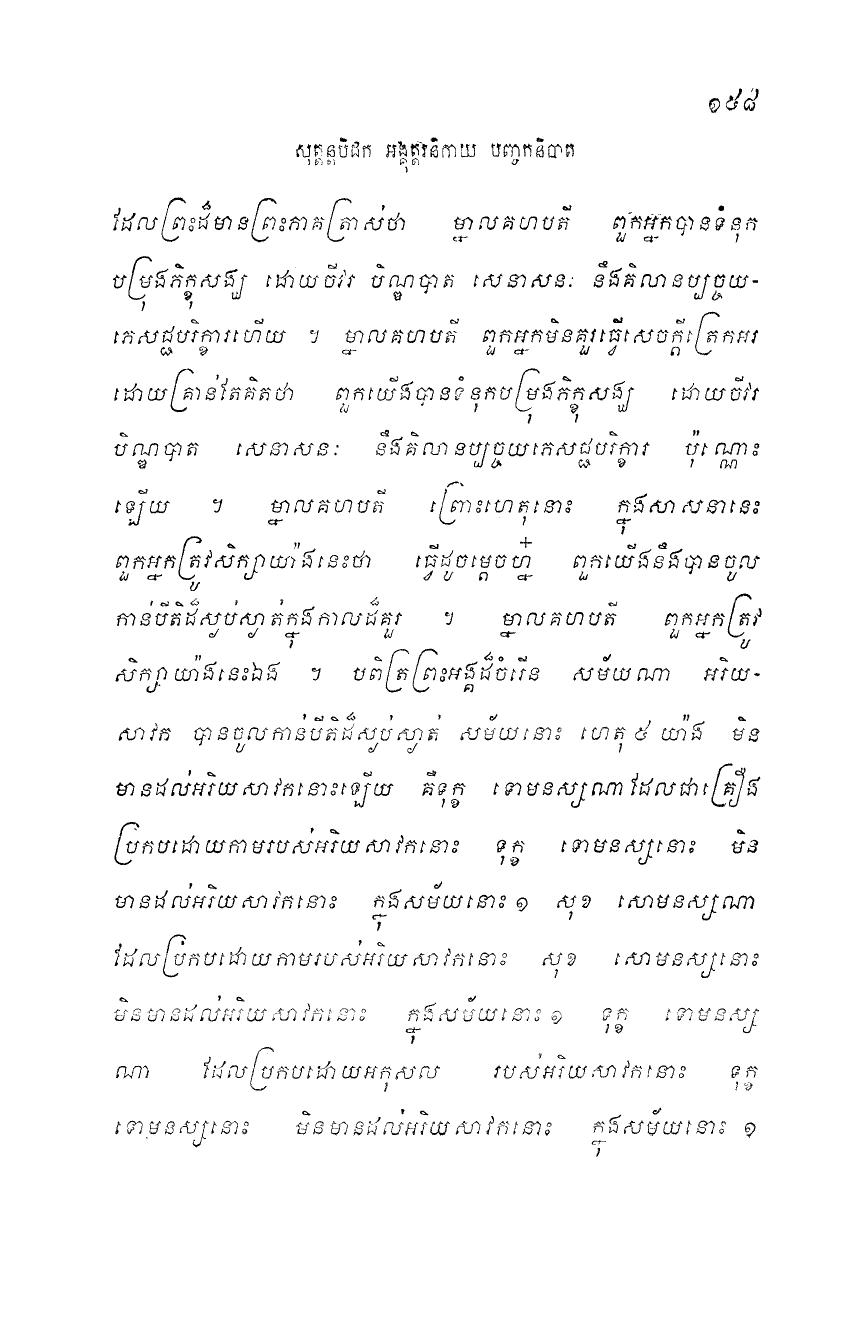 ១៥៨
សុត្តន្តបិដក អង្គុត្តរនិកាយ បញ្ចកនិបាត
ដែលព្រះដ៏មានព្រះភាគត្រាស់ថា ម្នាលគហបតី ពួកអ្នកបានទំនុក
បម្រុងភិក្ខុសង្ឃ ដោយចីវរ បិណ្ឌបាត សេនាសនៈ នឹងគិលានប្បច្ចយ-
ភេសជ្ជបរិក្ខារហើយ ។ ម្នាលគហបតី ពួកអ្នកមិនគួរធ្វើសេចក្តីត្រេកអរ
ដោយគ្រាន់តែគិតថា ពួកយើងបានទំនុកបម្រុងភិក្ខុសង្ឃ ដោយចីវរ
បិណ្ឌបាត សេនាសនៈ នឹងគិលានប្បច្ចយភេសជ្ជបរិក្ខារ ប៉ុណ្ណោះ
ឡើយ ។ ម្នាលគហបតី ព្រោះហេតុនោះ ក្នុងសាសនានេះ
ពួកអ្នកត្រូវសិក្សាយ៉ាងនេះថា ធ្វើដូចម្តេចហ្ន៎ ពួកយើងនឹងបានចូល
កាន់បីតិដ៏ស្ងប់ស្ងាត់ក្នុងកាលដ៏គួរ ។ ម្នាលគហបតី ពួកអ្នកត្រូវ
សិក្សាយ៉ាងនេះឯង ។ បពិត្រព្រះអង្គដ៏ចំរើន សម័យណា អរិយ-
សាវក បានចូលកាន់បីតិដ៏ស្ងប់ស្ងាត់ សម័យនោះ ហេតុ ៥ យ៉ាង មិន
មានដល់អរិយសាវកនោះឡើយ គឺទុក្ខ ទោមនស្សណាដែលជាគ្រឿង
ប្រកបដោយកាមរបស់អរិយសាវកនោះ ទុក្ខ ទោមនស្សនោះ មិន
មានដល់អរិយសាវកនោះ ក្នុងសម័យនោះ ១ សុខ សោមនស្សណា
ដែលប្រកបដោយកាមរបស់អរិយសាវកនោះ សុខ សោមនស្សនោះ
មិនមានដល់អរិយសាវកនោះ ក្នុងសម័យនោះ ១ ទុក្ខ ទោមនស្ស
ណា ដែលប្រកបដោយអកុសល របស់អរិយសាវកនោះ ទុក្ខ
ទោមនស្សនោះ មិនមានដល់អរិយសាវកនោះ ក្នុងសម័យនោះ ១